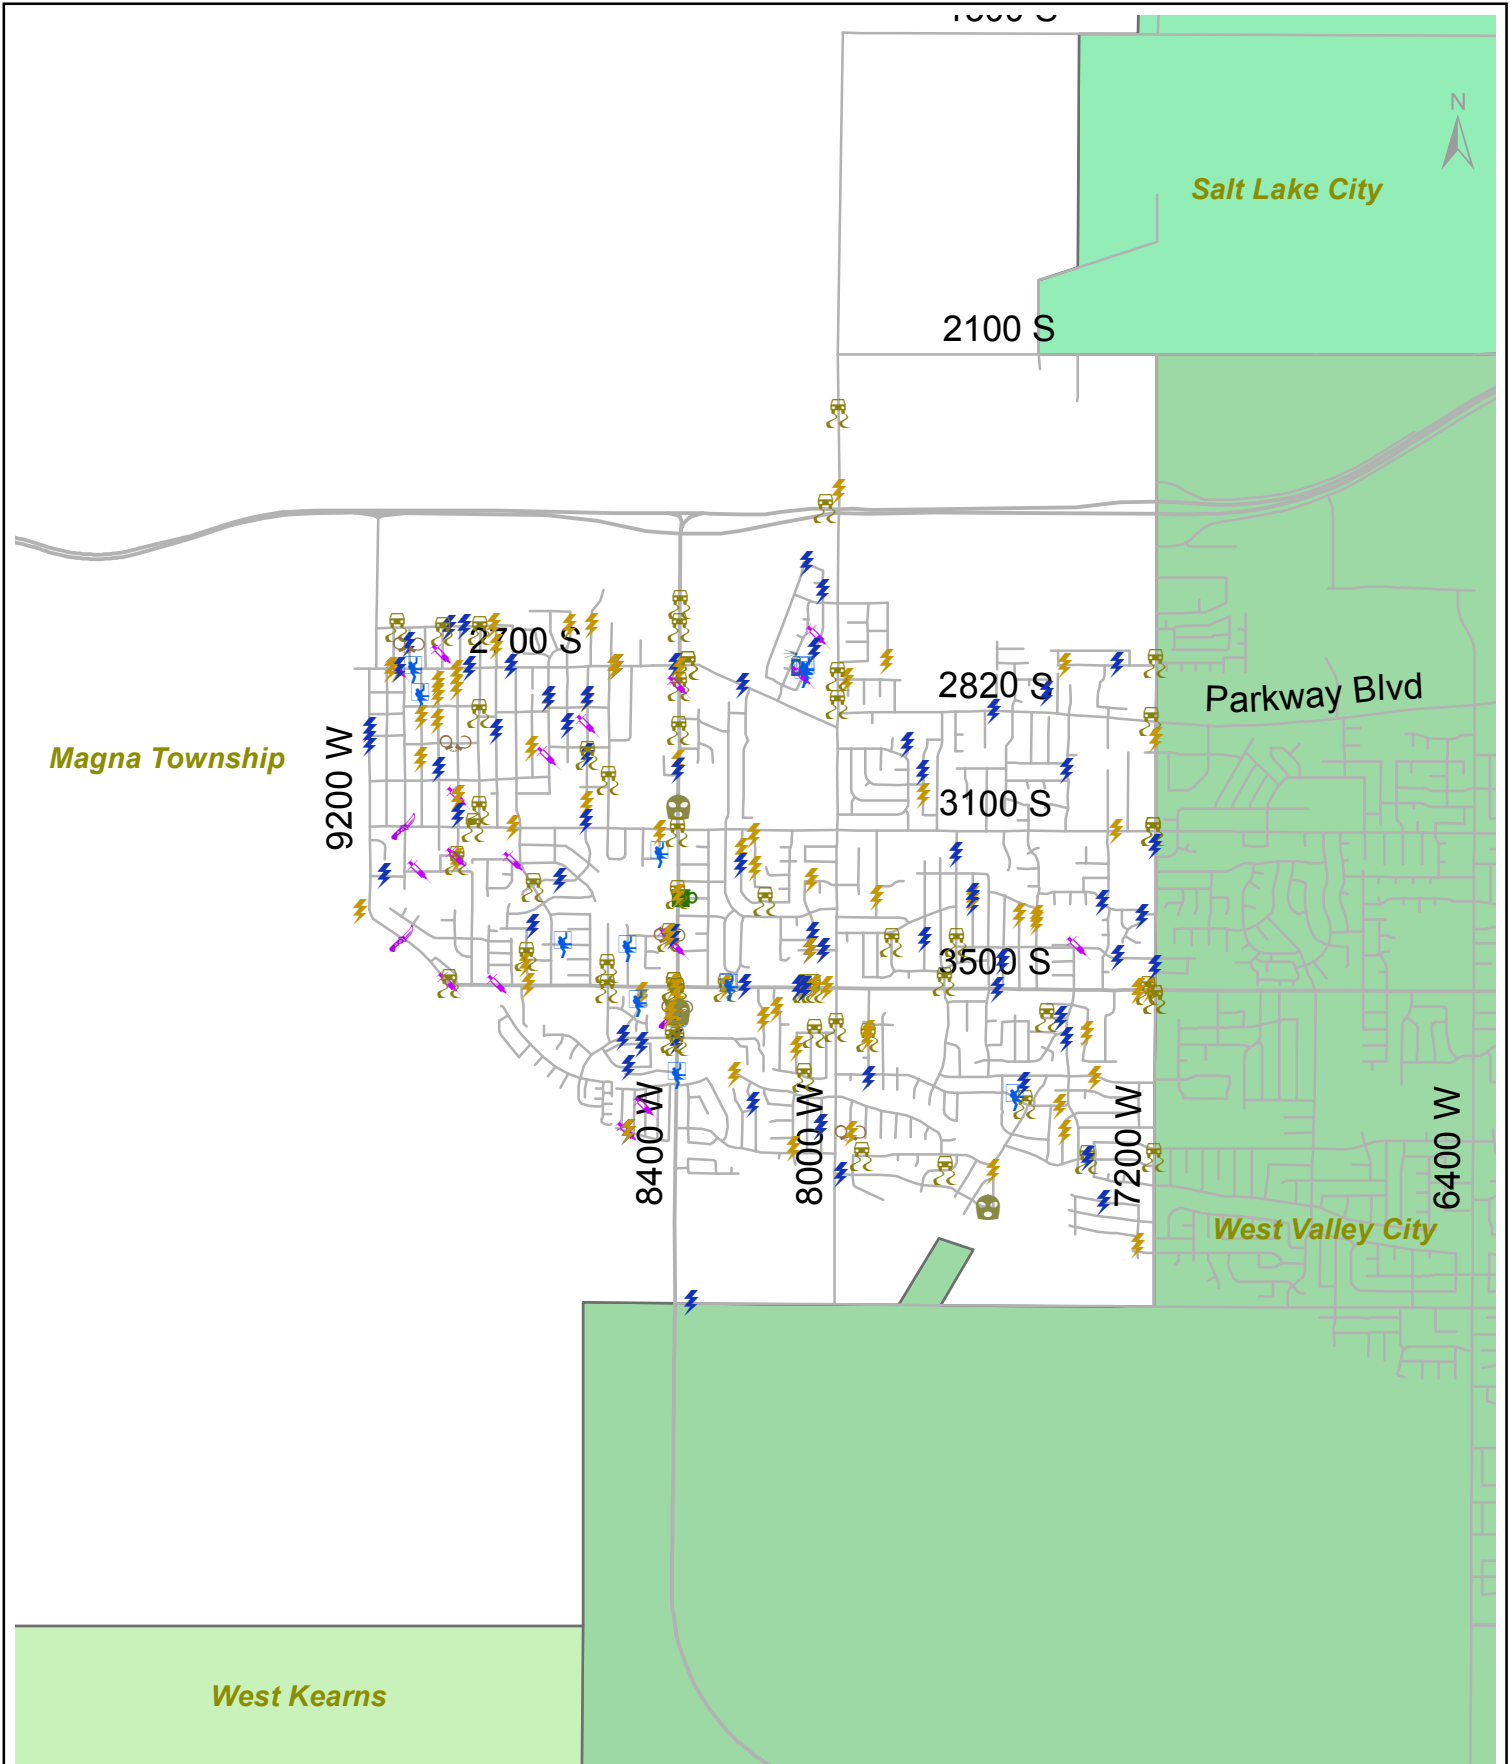 N
Salt Lake City
2100 S
2700 S
2820 S
Parkway Blvd
Magna Township
9200 W
3100 S
3500 S
8400 W
8000 W
7200 W
6400 W
West Valley City
West Kearns